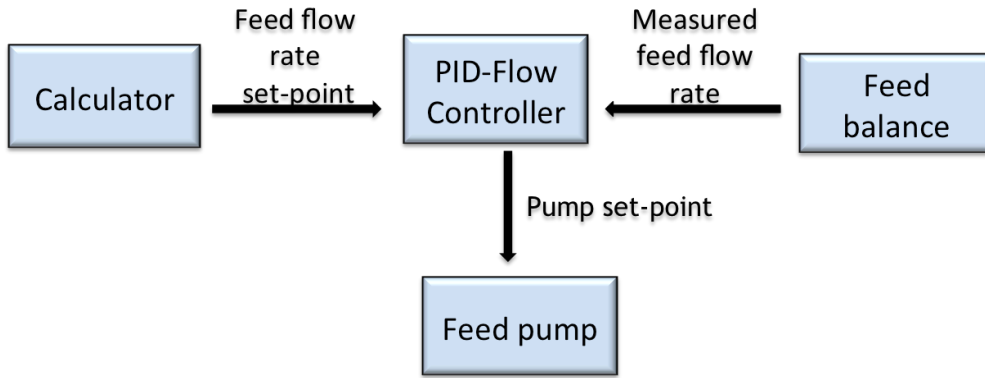 Feed flow
rate
set-point
Measured
feed flow
rate
Calculator
PID-Flow
Controller
Feed
balance
Pump set-point
Feed pump